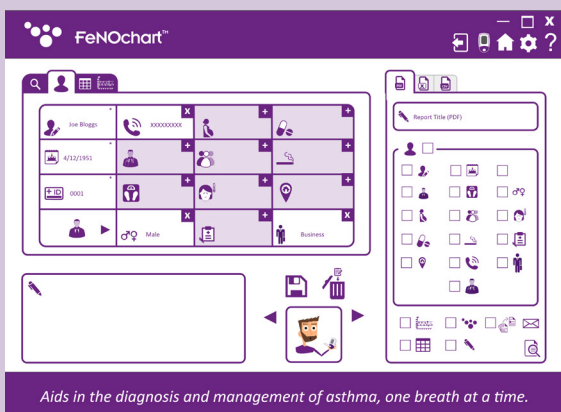 FeNOchart™
Joe Bloggs
XXXXXXXXX
4/12/1951
+ ID
0001
Male
Business
Report Title (PDF)
Aids in the diagnosis and management of asthma, one breath at a time.